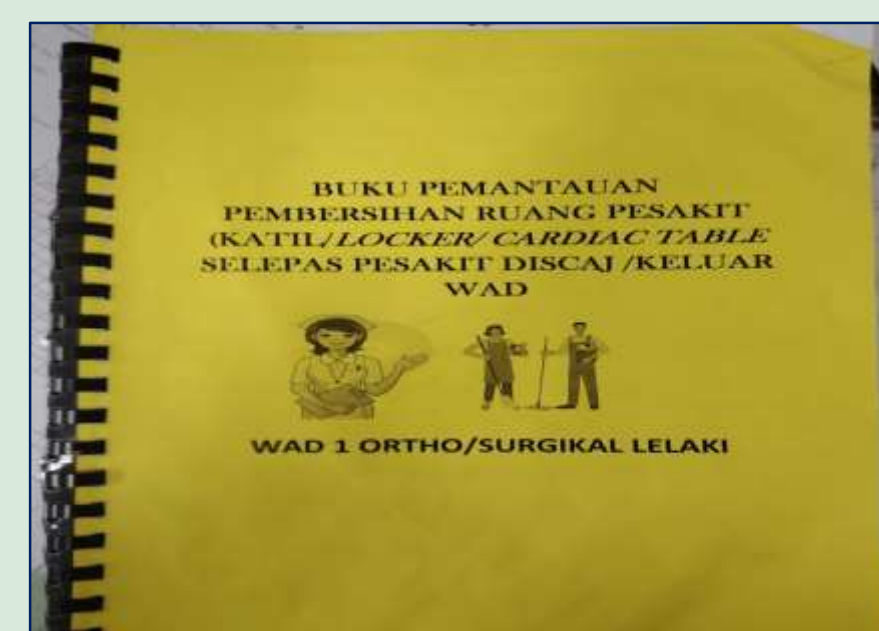 BUKU PEMANTAUAN
PEMBERSIHAN RUANG PESAKIT
(KATIL/LOCKER/ CARDIAC TABLE
SELEPAS PESAKIT DISCAJ /KELUAR
WAD
WAD 1 ORTHO/SURGIKAL LELAKI